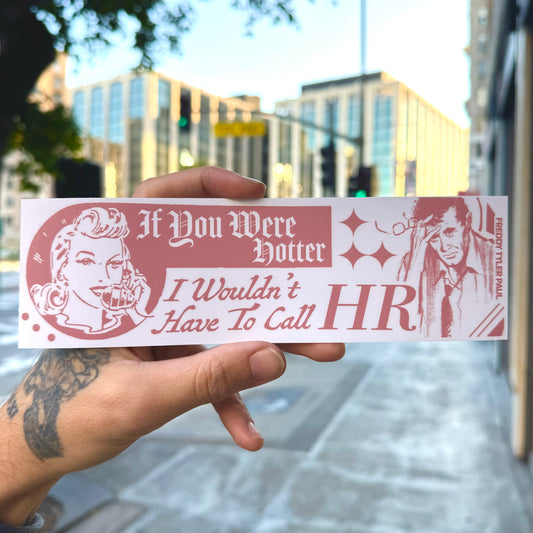 If You Were
Hotter
I Wouldn't
Have To Call
HR
FREDDY TYLER PAUL